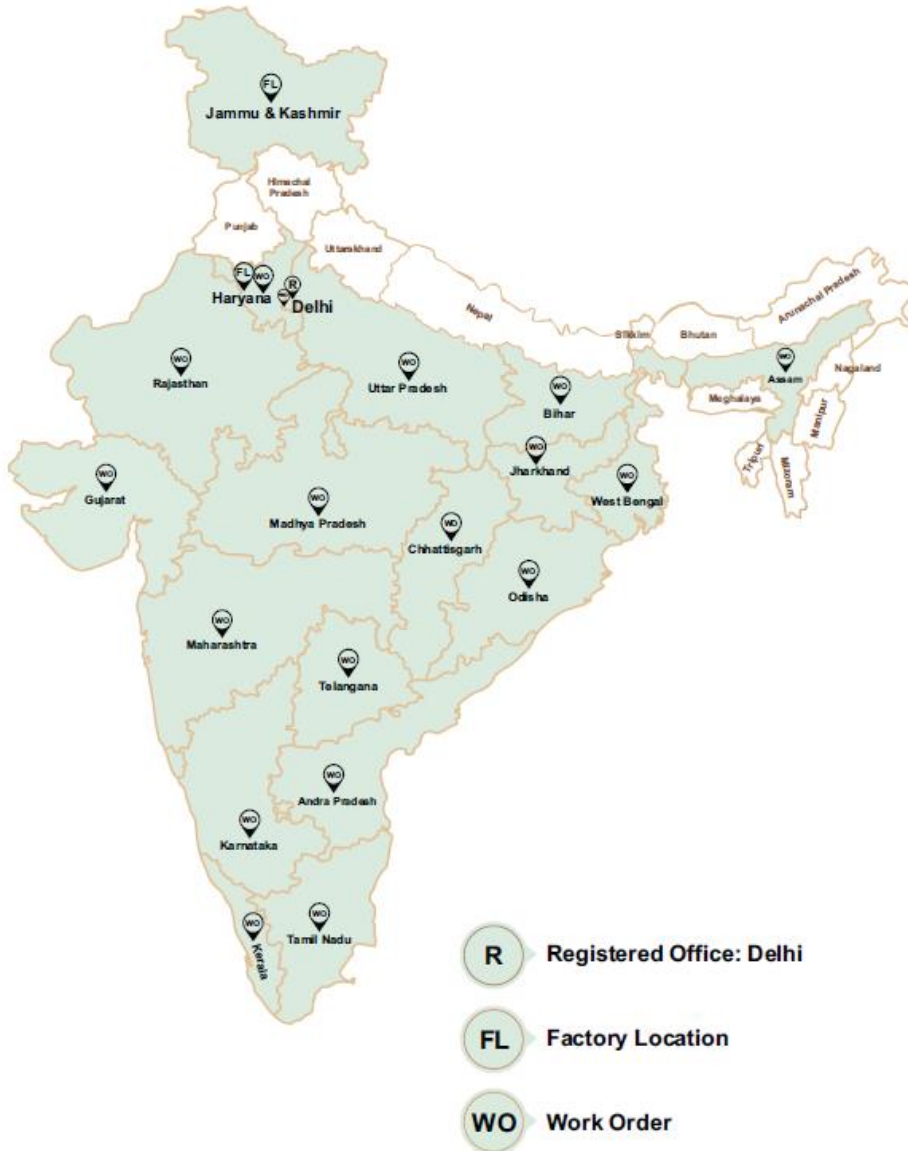 FL
Jammu & Kashmir
Himachal
Pradesh
Punjab
Uttarakhand
FL
WO
R
Haryana
Delhi
Nepal
Sikkim
Bhutan
Arunachal Pradesh
WO
Assam
Nagaland
Meghalaya
Manipur
Tripuri
Mizoram
WO
Rajasthan
WO
Uttar Pradesh
WO
Bihar
WO
Jharkhand
WO
West Bengal
WO
Gujarat
WO
Madhya Pradesh
WO
Chhattisgarh
WO
Odisha
WO
Maharashtra
WO
Telangana
WO
Andra Pradesh
WO
Karnataka
WO
Kerala
WO
Tamil Nadu
R Registered Office: Delhi
FL Factory Location
WO Work Order